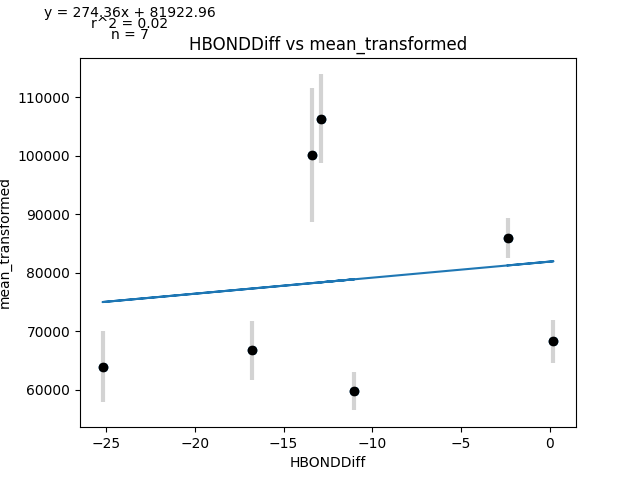 y = 274.36x + 81922.96
r^2 = 0.02
n = 7
HBONDDiff vs mean_transformed
110000
100000
90000
80000
70000
60000
mean_transformed
−25
−20
−15
−10
−5
0
HBONDDiff